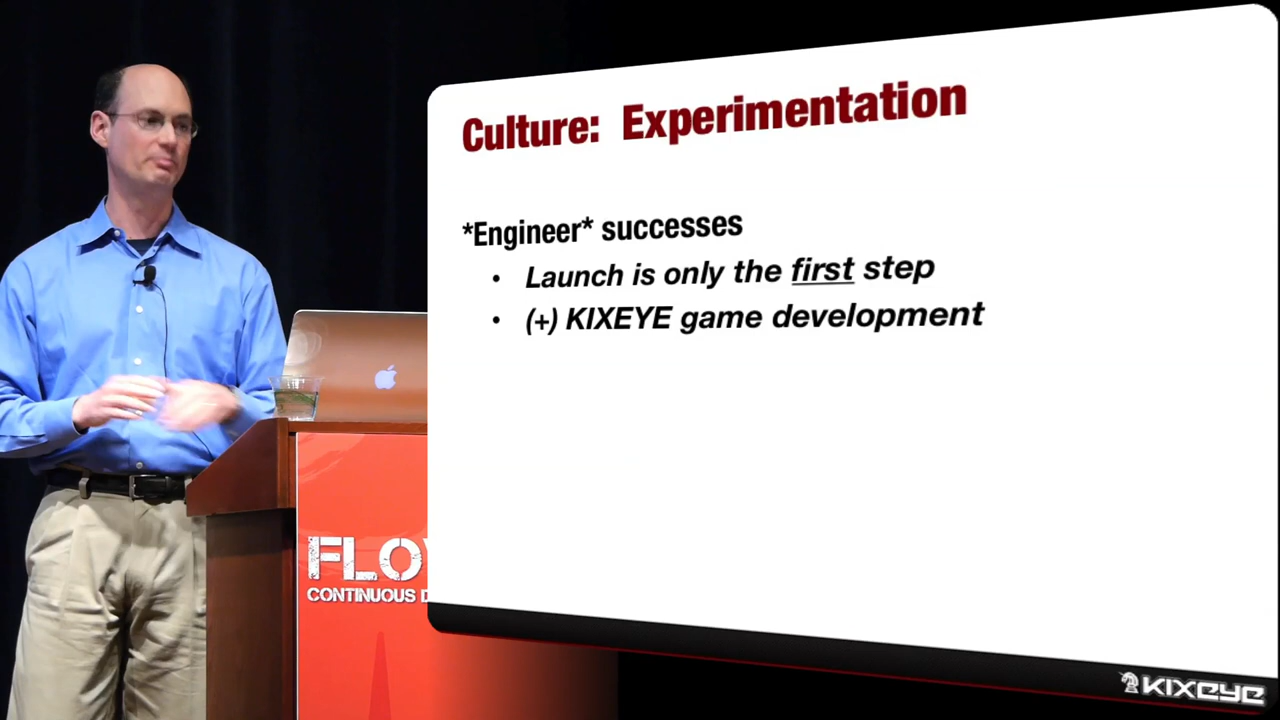 Culture: Experimentation
*Engineer* successes
• Launch is only the first step
• (+) KIXEYE game development
FLO
CONTINUOUS D
KIXEYE